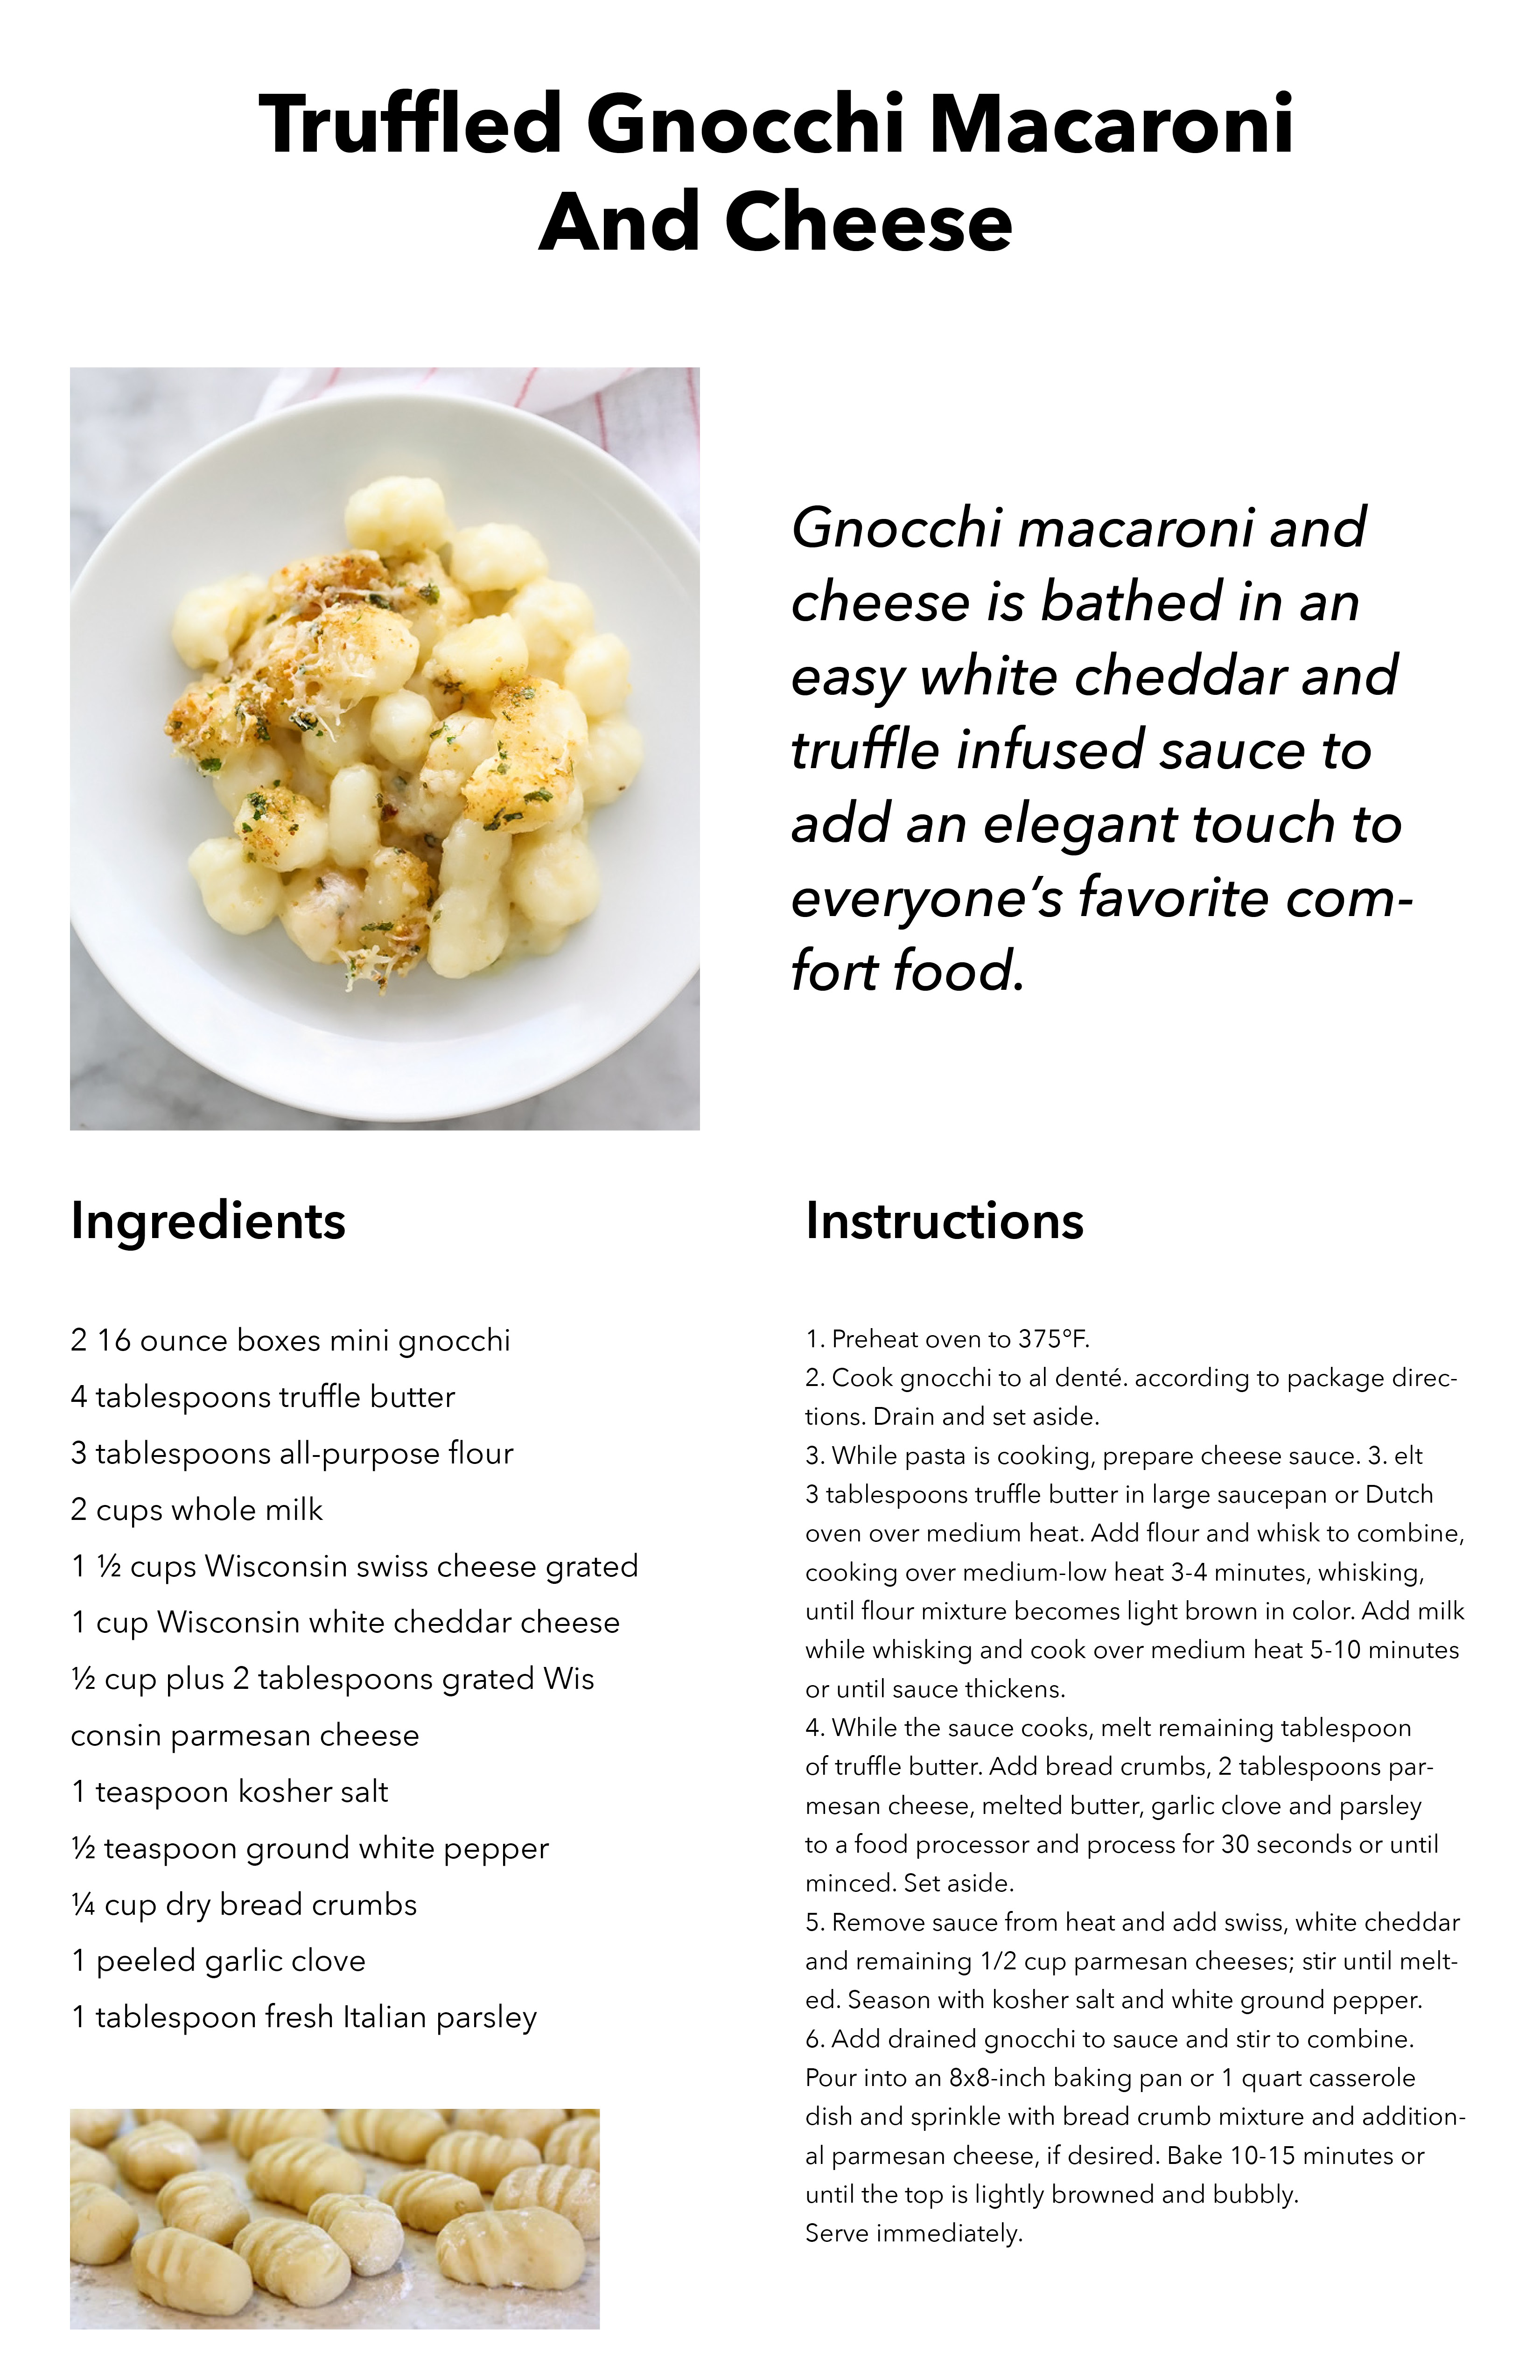 Truffled Gnocchi Macaroni
And Cheese
Gnocchi macaroni and
cheese is bathed in an
easy white cheddar and
truffle infused sauce to
add an elegant touch to
everyone’s favorite com-
fort food.
Ingredients
2 16 ounce boxes mini gnocchi
4 tablespoons truffle butter
3 tablespoons all-purpose flour
2 cups whole milk
1 ½ cups Wisconsin swiss cheese grated
1 cup Wisconsin white cheddar cheese
½ cup plus 2 tablespoons grated Wis
consin parmesan cheese
1 teaspoon kosher salt
½ teaspoon ground white pepper
¼ cup dry bread crumbs
1 peeled garlic clove
1 tablespoon fresh Italian parsley
Instructions
1. Preheat oven to 375°F.
2. Cook gnocchi to al denté. according to package direc-
tions. Drain and set aside.
3. While pasta is cooking, prepare cheese sauce. 3. elt
3 tablespoons truffle butter in large saucepan or Dutch
oven over medium heat. Add flour and whisk to combine,
cooking over medium-low heat 3-4 minutes, whisking,
until flour mixture becomes light brown in color. Add milk
while whisking and cook over medium heat 5-10 minutes
or until sauce thickens.
4. While the sauce cooks, melt remaining tablespoon
of truffle butter. Add bread crumbs, 2 tablespoons par-
mesan cheese, melted butter, garlic clove and parsley
to a food processor and process for 30 seconds or until
minced. Set aside.
5. Remove sauce from heat and add swiss, white cheddar
and remaining 1/2 cup parmesan cheeses; stir until melt-
ed. Season with kosher salt and white ground pepper.
6. Add drained gnocchi to sauce and stir to combine.
Pour into an 8x8-inch baking pan or 1 quart casserole
dish and sprinkle with bread crumb mixture and addition-
al parmesan cheese, if desired. Bake 10-15 minutes or
until the top is lightly browned and bubbly.
Serve immediately.